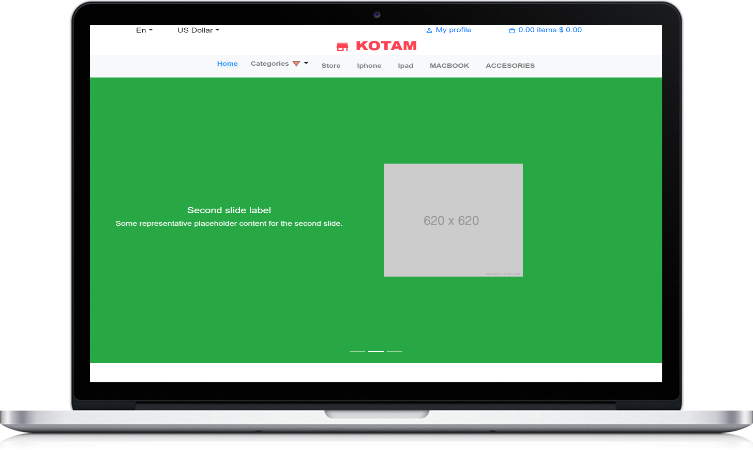 En US Dollar My profile 0.00 items $ 0.00
KOTAM
Home Categories Store Iphone Ipad MACBOOK ACCESORIES
Second slide label
Some representative placeholder content for the second slide.
620 x 620